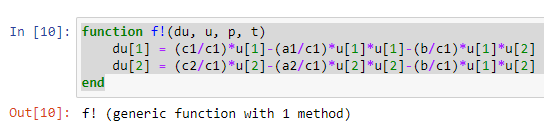 In [10]: function f!(du, u, p, t)
    du[1] = (c1/c1)*u[1]-(a1/c1)*u[1]*u[1]-(b/c1)*u[1]*u[2]
    du[2] = (c2/c1)*u[2]-(a2/c1)*u[2]*u[2]-(b/c1)*u[1]*u[2]
end
Out[10]: f! (generic function with 1 method)